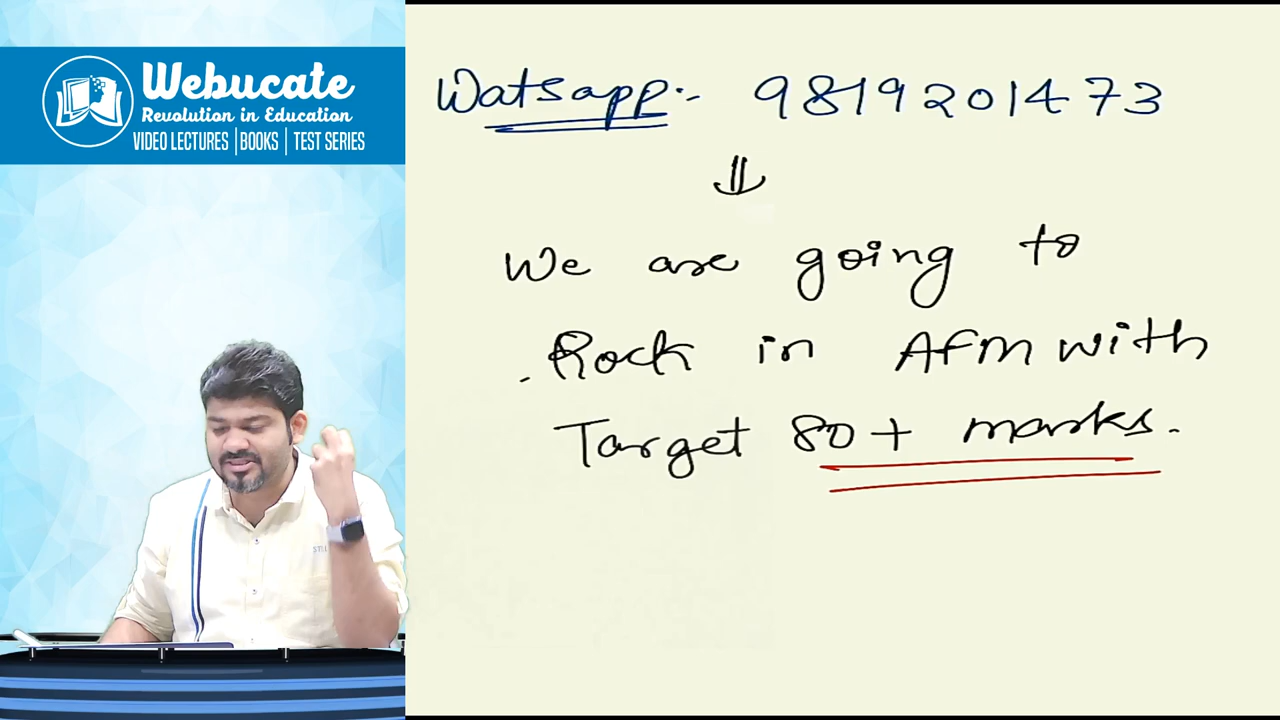 Webucate
Revolution in Education
VIDEO LECTURES | BOOKS | TEST SERIES
Watsapp:- 9819201473
We are going to
Rock in AFM with
Target 80+ marks.